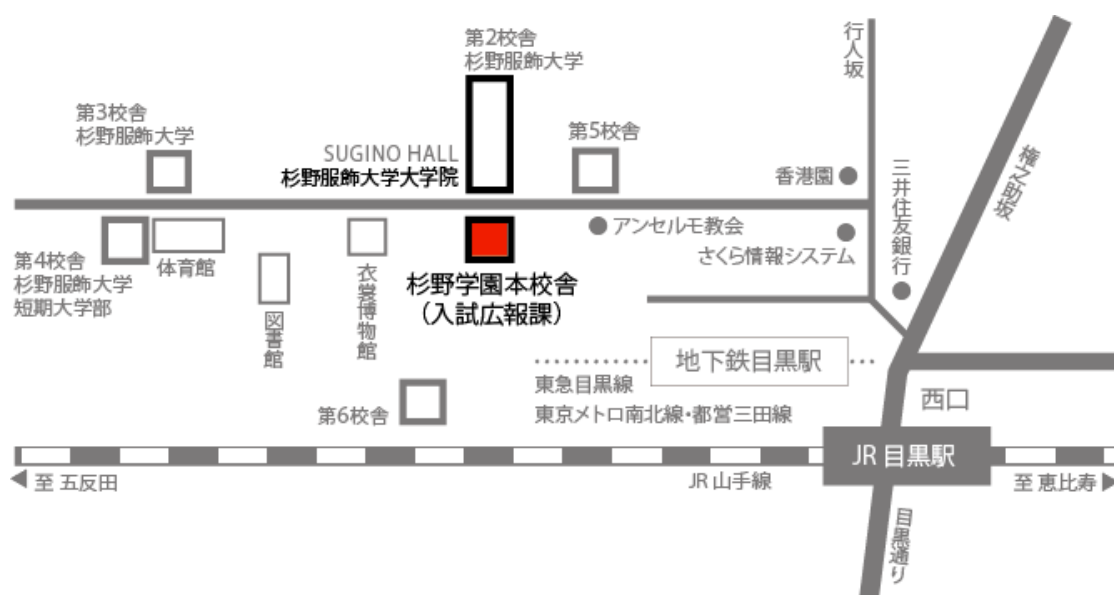 第2校舎
杉野服飾大学
行人坂
第3校舎
杉野服飾大学
SUGINO HALL
杉野服飾大学大学院
第5校舎
香港園
三井住友銀行
権之助坂
アンセルモ教会
さくら情報システム
第4校舎
杉野服飾大学
短期大学部
体育館
図書館
衣裳博物館
杉野学園本校舎
（入試広報課）
地下鉄目黒駅
東急目黒線
東京メトロ南北線・都営三田線
西口
第6校舎
JR 目黒駅
至 五反田
JR 山手線
至 恵比寿
目黒通り